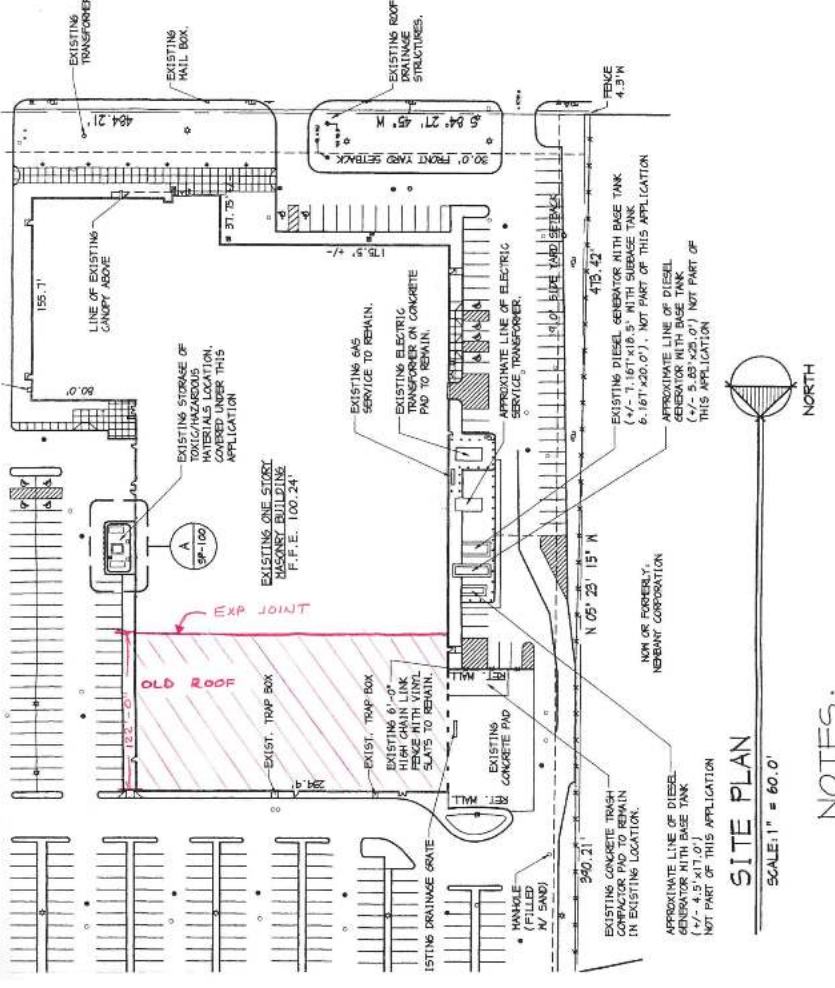 EXISTING
TRANSFORMER
EXISTING
MAIL BOX.
EXISTING ROOF
DRAINAGE
STRUCTURES.
FENCE
4.3'W
484.21'
S 84° 27' 45" W
30.0' FRONT YARD SETBACK
155.7'
LINE OF EXISTING
CANOPY ABOVE
37.75' +/-
175.5' +/-
80.0'
EXISTING STORAGE OF
TOXIC/HAZARDOUS
MATERIALS LOCATION.
COVERED UNDER THIS
APPLICATION
A
SP-100
EXISTING ONE STORY
MASONRY BUILDING
F.F.E. 100.24'
EXISTING GAS
SERVICE TO REMAIN.
EXISTING ELECTRIC
TRANSFORMER ON CONCRETE
PAD TO REMAIN.
APPROXIMATE LINE OF ELECTRIC
SERVICE TRANSFORMER.
SIDE YARD SETBACK
473.42'
EXISTING DIESEL GENERATOR WITH BASE TANK
(+/- 7.167'x18.5' WITH SUBBASE TANK
6.167'x20.0'), NOT PART OF THIS APPLICATION
APPROXIMATE LINE OF DIESEL
GENERATOR WITH BASE TANK
(+/- 5.83'x25.0') NOT PART OF
THIS APPLICATION
N 05° 23' 15" W
NOW OR FORMERLY:
CORPORATION
EXP JOINT
OLD ROOF
122'-0"
EXIST. TRAP BOX
EXIST. TRAP BOX
234.9'
EXISTING 6'-0"
HIGH CHAIN LINK
FENCE WITH VINYL
SLATS TO REMAIN.
RET. WALL
EXISTING
CONCRETE PAD
RET. WALL
ISTING DRAINAGE GRATE
MANHOLE
(FILLED
W/ SAND)
390.21'
EXISTING CONCRETE TRASH
COMPACTOR PAD TO REMAIN
IN EXISTING LOCATION.
APPROXIMATE LINE OF DIESEL
GENERATOR WITH BASE TANK
(+/- 4.5'x17.0')
NOT PART OF THIS APPLICATION
SITE PLAN
SCALE: 1" = 60.0'
NORTH
NOTES: